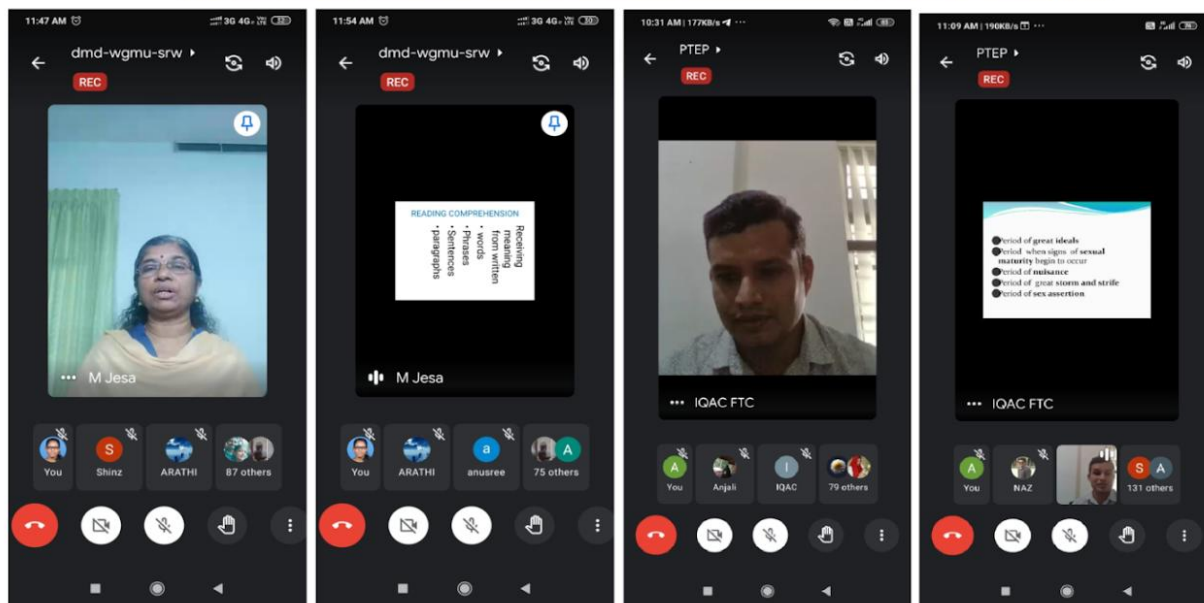 11:47 AM
3G 4G
dmd-wgmu-srw
REC
M Jesa
You
S
Shinz
ARATHI
87 others
11:54 AM
3G 4G
dmd-wgmu-srw
REC
READING COMPREHENSION
Receiving
meaning
from written
• words
• Phrases
• Sentences
• paragraphs
M Jesa
You
ARATHI
a
anusree
A
75 others
10:31 AM | 177KB/s
PTEP
REC
IQAC FTC
A
You
Anjali
I
IQAC
79 others
11:09 AM | 190KB/s
PTEP
REC
Period of great ideals
Period when signs of sexual
maturity begin to occur
Period of nuisance
Period of great storm and strife
Period of sex assertion
IQAC FTC
A
You
NAZ
S A
131 others